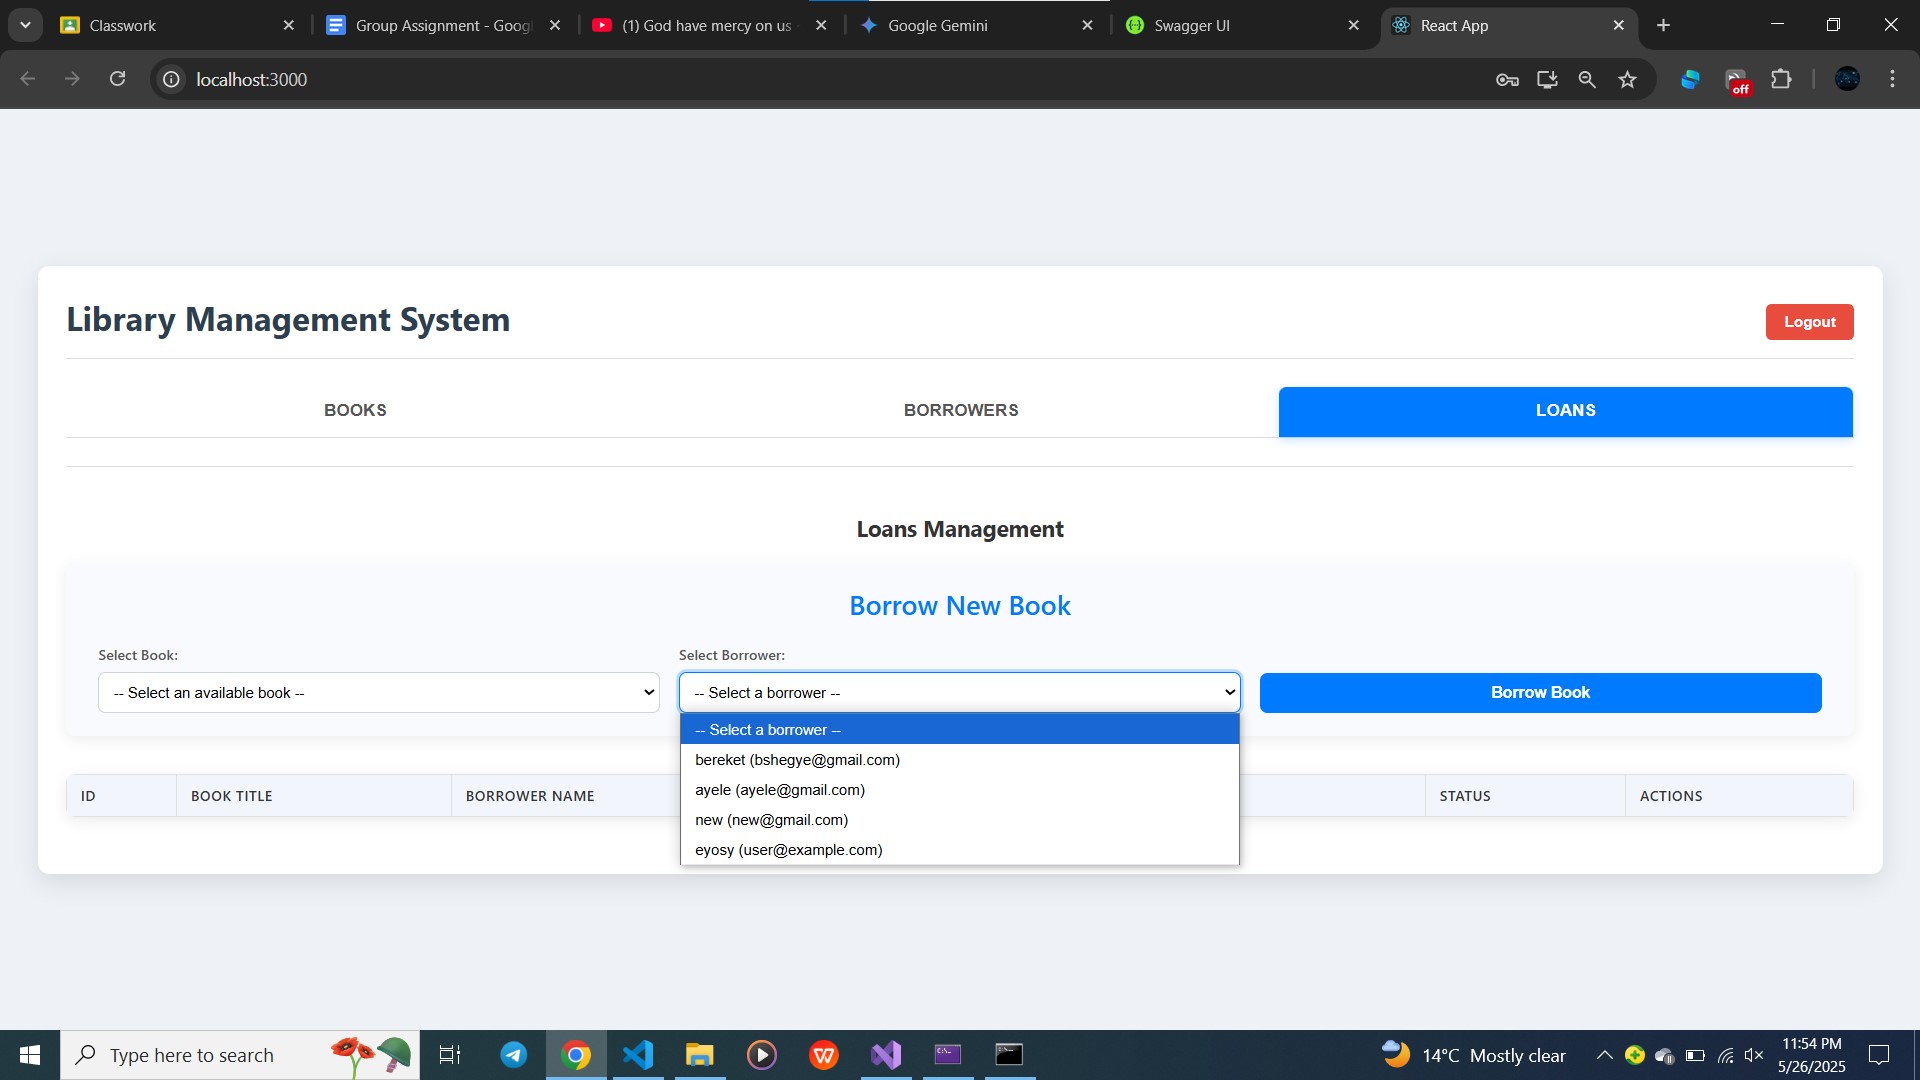 Classwork
Group Assignment - Goog
(1) God have mercy on us
Google Gemini
Swagger UI
React App
localhost:3000
off
Library Management System
Logout
BOOKS
BORROWERS
LOANS
Loans Management
Borrow New Book
Select Book:
Select Borrower:
-- Select an available book --
-- Select a borrower --
Borrow Book
-- Select a borrower --
bereket (bshegye@gmail.com)
ayele (ayele@gmail.com)
new (new@gmail.com)
eyosy (user@example.com)
ID
BOOK TITLE
BORROWER NAME
STATUS
ACTIONS
Type here to search
14°C Mostly clear
11:54 PM
5/26/2025